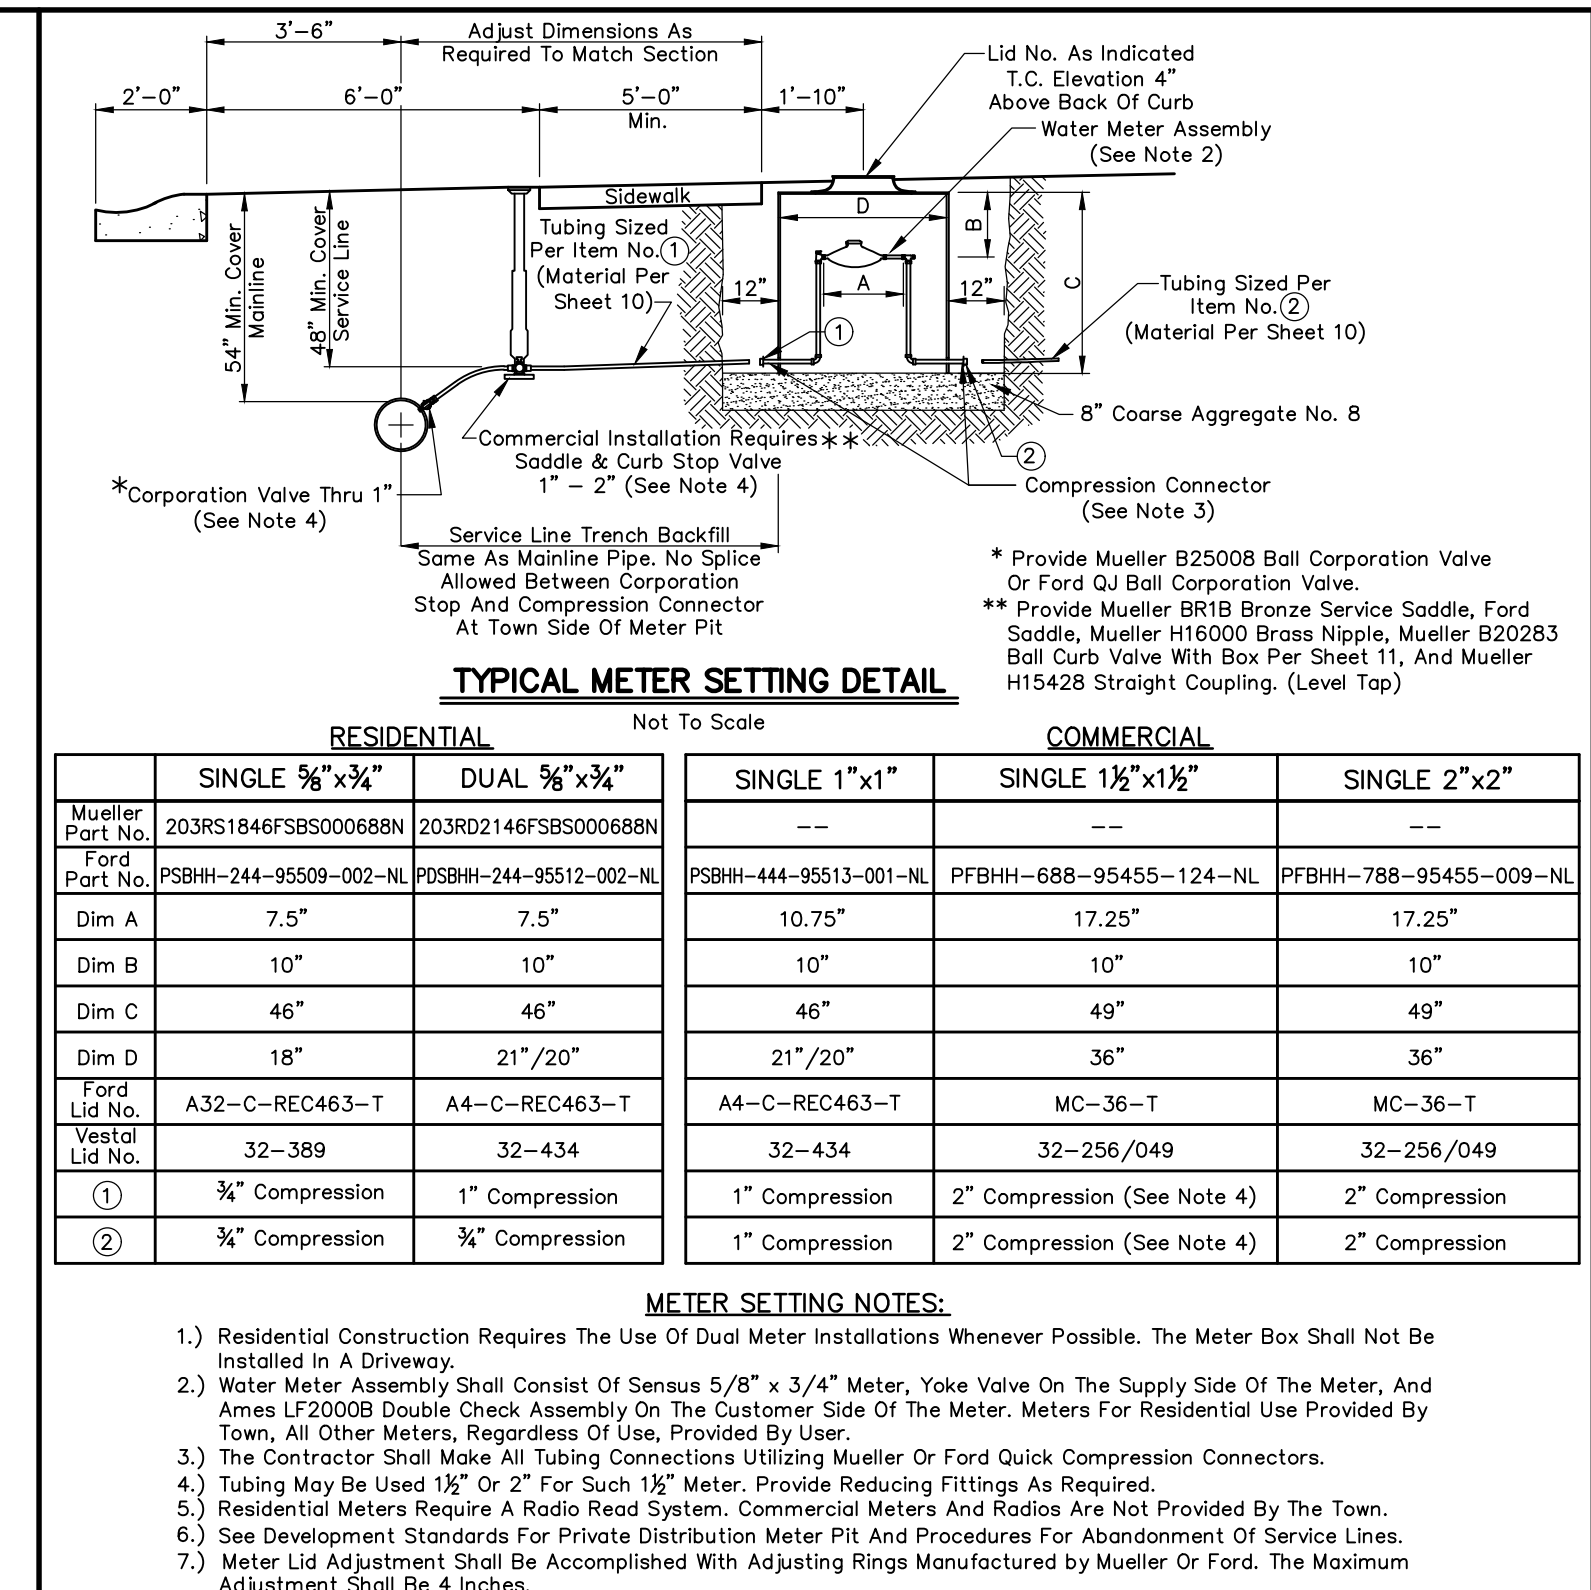 3'-6"
Adjust Dimensions As
Required To Match Section
2'-0"
6'-0"
5'-0"
Min.
1'-10"
Lid No. As Indicated
T.C. Elevation 4"
Above Back Of Curb
Water Meter Assembly
(See Note 2)
Sidewalk
54" Min. Cover
Mainline
48" Min. Cover
Service Line
Tubing Sized
Per Item No. 1
(Material Per
Sheet 10)
12"
D
B
A
C
12"
1
Tubing Sized Per
Item No. 2
(Material Per Sheet 10)
8" Coarse Aggregate No. 8
2
Compression Connector
(See Note 3)
Commercial Installation Requires**
Saddle & Curb Stop Valve
1" - 2" (See Note 4)
*Corporation Valve Thru 1"
(See Note 4)
Service Line Trench Backfill
Same As Mainline Pipe. No Splice
Allowed Between Corporation
Stop And Compression Connector
At Town Side Of Meter Pit
* Provide Mueller B25008 Ball Corporation Valve
Or Ford QJ Ball Corporation Valve.
** Provide Mueller BR1B Bronze Service Saddle, Ford
Saddle, Mueller H16000 Brass Nipple, Mueller B20283
Ball Curb Valve With Box Per Sheet 11, And Mueller
H15428 Straight Coupling. (Level Tap)
TYPICAL METER SETTING DETAIL
Not To Scale
RESIDENTIAL
COMMERCIAL
SINGLE 5/8"x3/4" DUAL 5/8"x3/4" SINGLE 1"x1" SINGLE 1 1/2"x1 1/2" SINGLE 2"x2"
Mueller
Part No. 203RS1846FSBS000688N 203RD2146FSBS000688N -- -- --
Ford
Part No. PSBHH-244-95509-002-NL PDSBHH-244-95512-002-NL PSBHH-444-95513-001-NL PFBHH-688-95455-124-NL PFBHH-788-95455-009-NL
Dim A 7.5" 7.5" 10.75" 17.25" 17.25"
Dim B 10" 10" 10" 10" 10"
Dim C 46" 46" 46" 49" 49"
Dim D 18" 21"/20" 21"/20" 36" 36"
Ford
Lid No. A32-C-REC463-T A4-C-REC463-T A4-C-REC463-T MC-36-T MC-36-T
Vestal
Lid No. 32-389 32-434 32-434 32-256/049 32-256/049
1 3/4" Compression 1" Compression 1" Compression 2" Compression (See Note 4) 2" Compression
2 3/4" Compression 3/4" Compression 1" Compression 2" Compression (See Note 4) 2" Compression
METER SETTING NOTES:
1.) Residential Construction Requires The Use Of Dual Meter Installations Whenever Possible. The Meter Box Shall Not Be
Installed In A Driveway.
2.) Water Meter Assembly Shall Consist Of Sensus 5/8" x 3/4" Meter, Yoke Valve On The Supply Side Of The Meter, And
Ames LF2000B Double Check Assembly On The Customer Side Of The Meter. Meters For Residential Use Provided By
Town, All Other Meters, Regardless Of Use, Provided By User.
3.) The Contractor Shall Make All Tubing Connections Utilizing Mueller Or Ford Quick Compression Connectors.
4.) Tubing May Be Used 1 1/2" Or 2" For Such 1 1/2" Meter. Provide Reducing Fittings As Required.
5.) Residential Meters Require A Radio Read System. Commercial Meters And Radios Are Not Provided By The Town.
6.) See Development Standards For Private Distribution Meter Pit And Procedures For Abandonment Of Service Lines.
7.) Meter Lid Adjustment Shall Be Accomplished With Adjusting Rings Manufactured by Mueller Or Ford. The Maximum
Adjustment Shall Be 4 Inches.